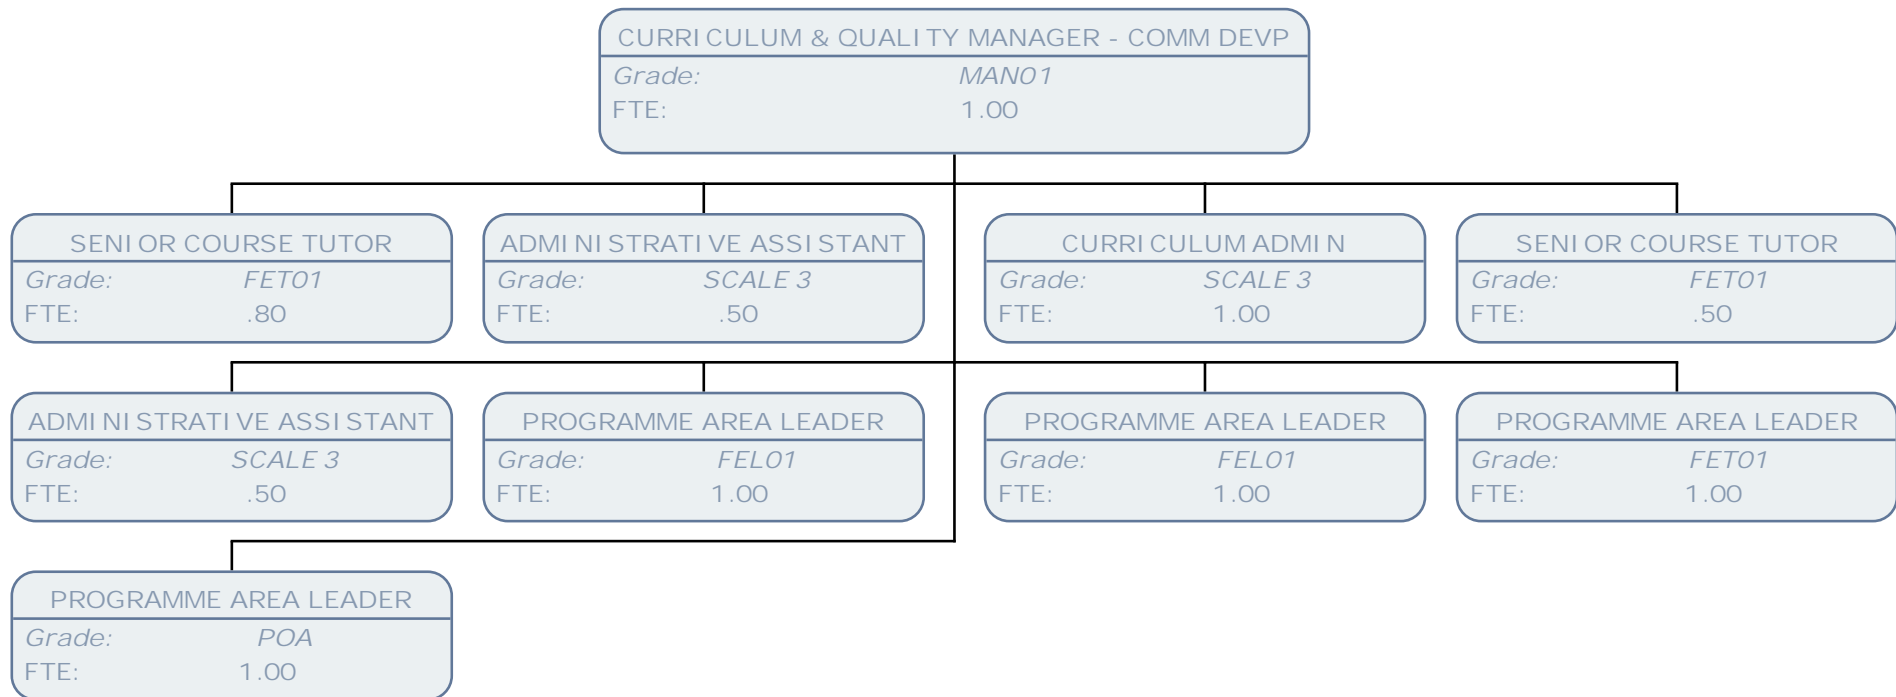 CURRICULUM & QUALITY MANAGER - COMM DEVP
Grade: MAN01
FTE: 1.00
SENIOR COURSE TUTOR
Grade: FET01
FTE: .80
ADMINISTRATIVE ASSISTANT
Grade: SCALE 3
FTE: .50
CURRICULUM ADMIN
Grade: SCALE 3
FTE: 1.00
SENIOR COURSE TUTOR
Grade: FET01
FTE: .50
ADMINISTRATIVE ASSISTANT
Grade: SCALE 3
FTE: .50
PROGRAMME AREA LEADER
Grade: FEL01
FTE: 1.00
PROGRAMME AREA LEADER
Grade: FEL01
FTE: 1.00
PROGRAMME AREA LEADER
Grade: FET01
FTE: 1.00
PROGRAMME AREA LEADER
Grade: POA
FTE: 1.00